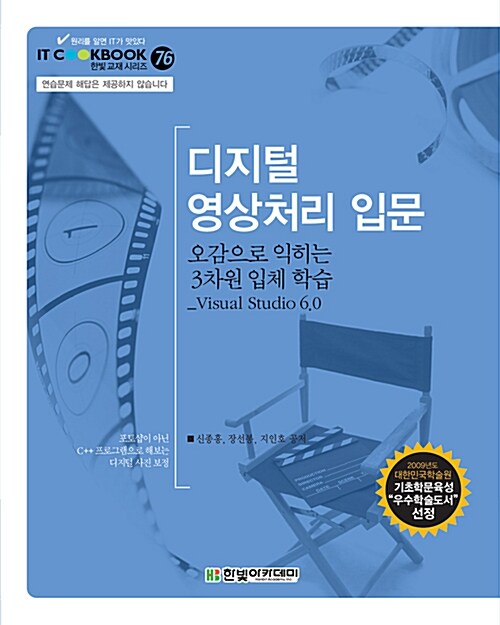 원리를 알면 IT가 맛있다
IT COOKBOOK
한빛 교재 시리즈
76
연습문제 해답은 제공하지 않습니다
디지털
영상처리 입문
오감으로 익히는
3차원 입체 학습
_Visual Studio 6.0
■ 신종홍, 장선봉, 지인호 공저
포토샵이 아닌
C++ 프로그램으로 해보는
디지털 사진 보정
2009년도
대한민국학술원
기초학문육성
"우수학술도서"
선정
HB 한빛아카데미